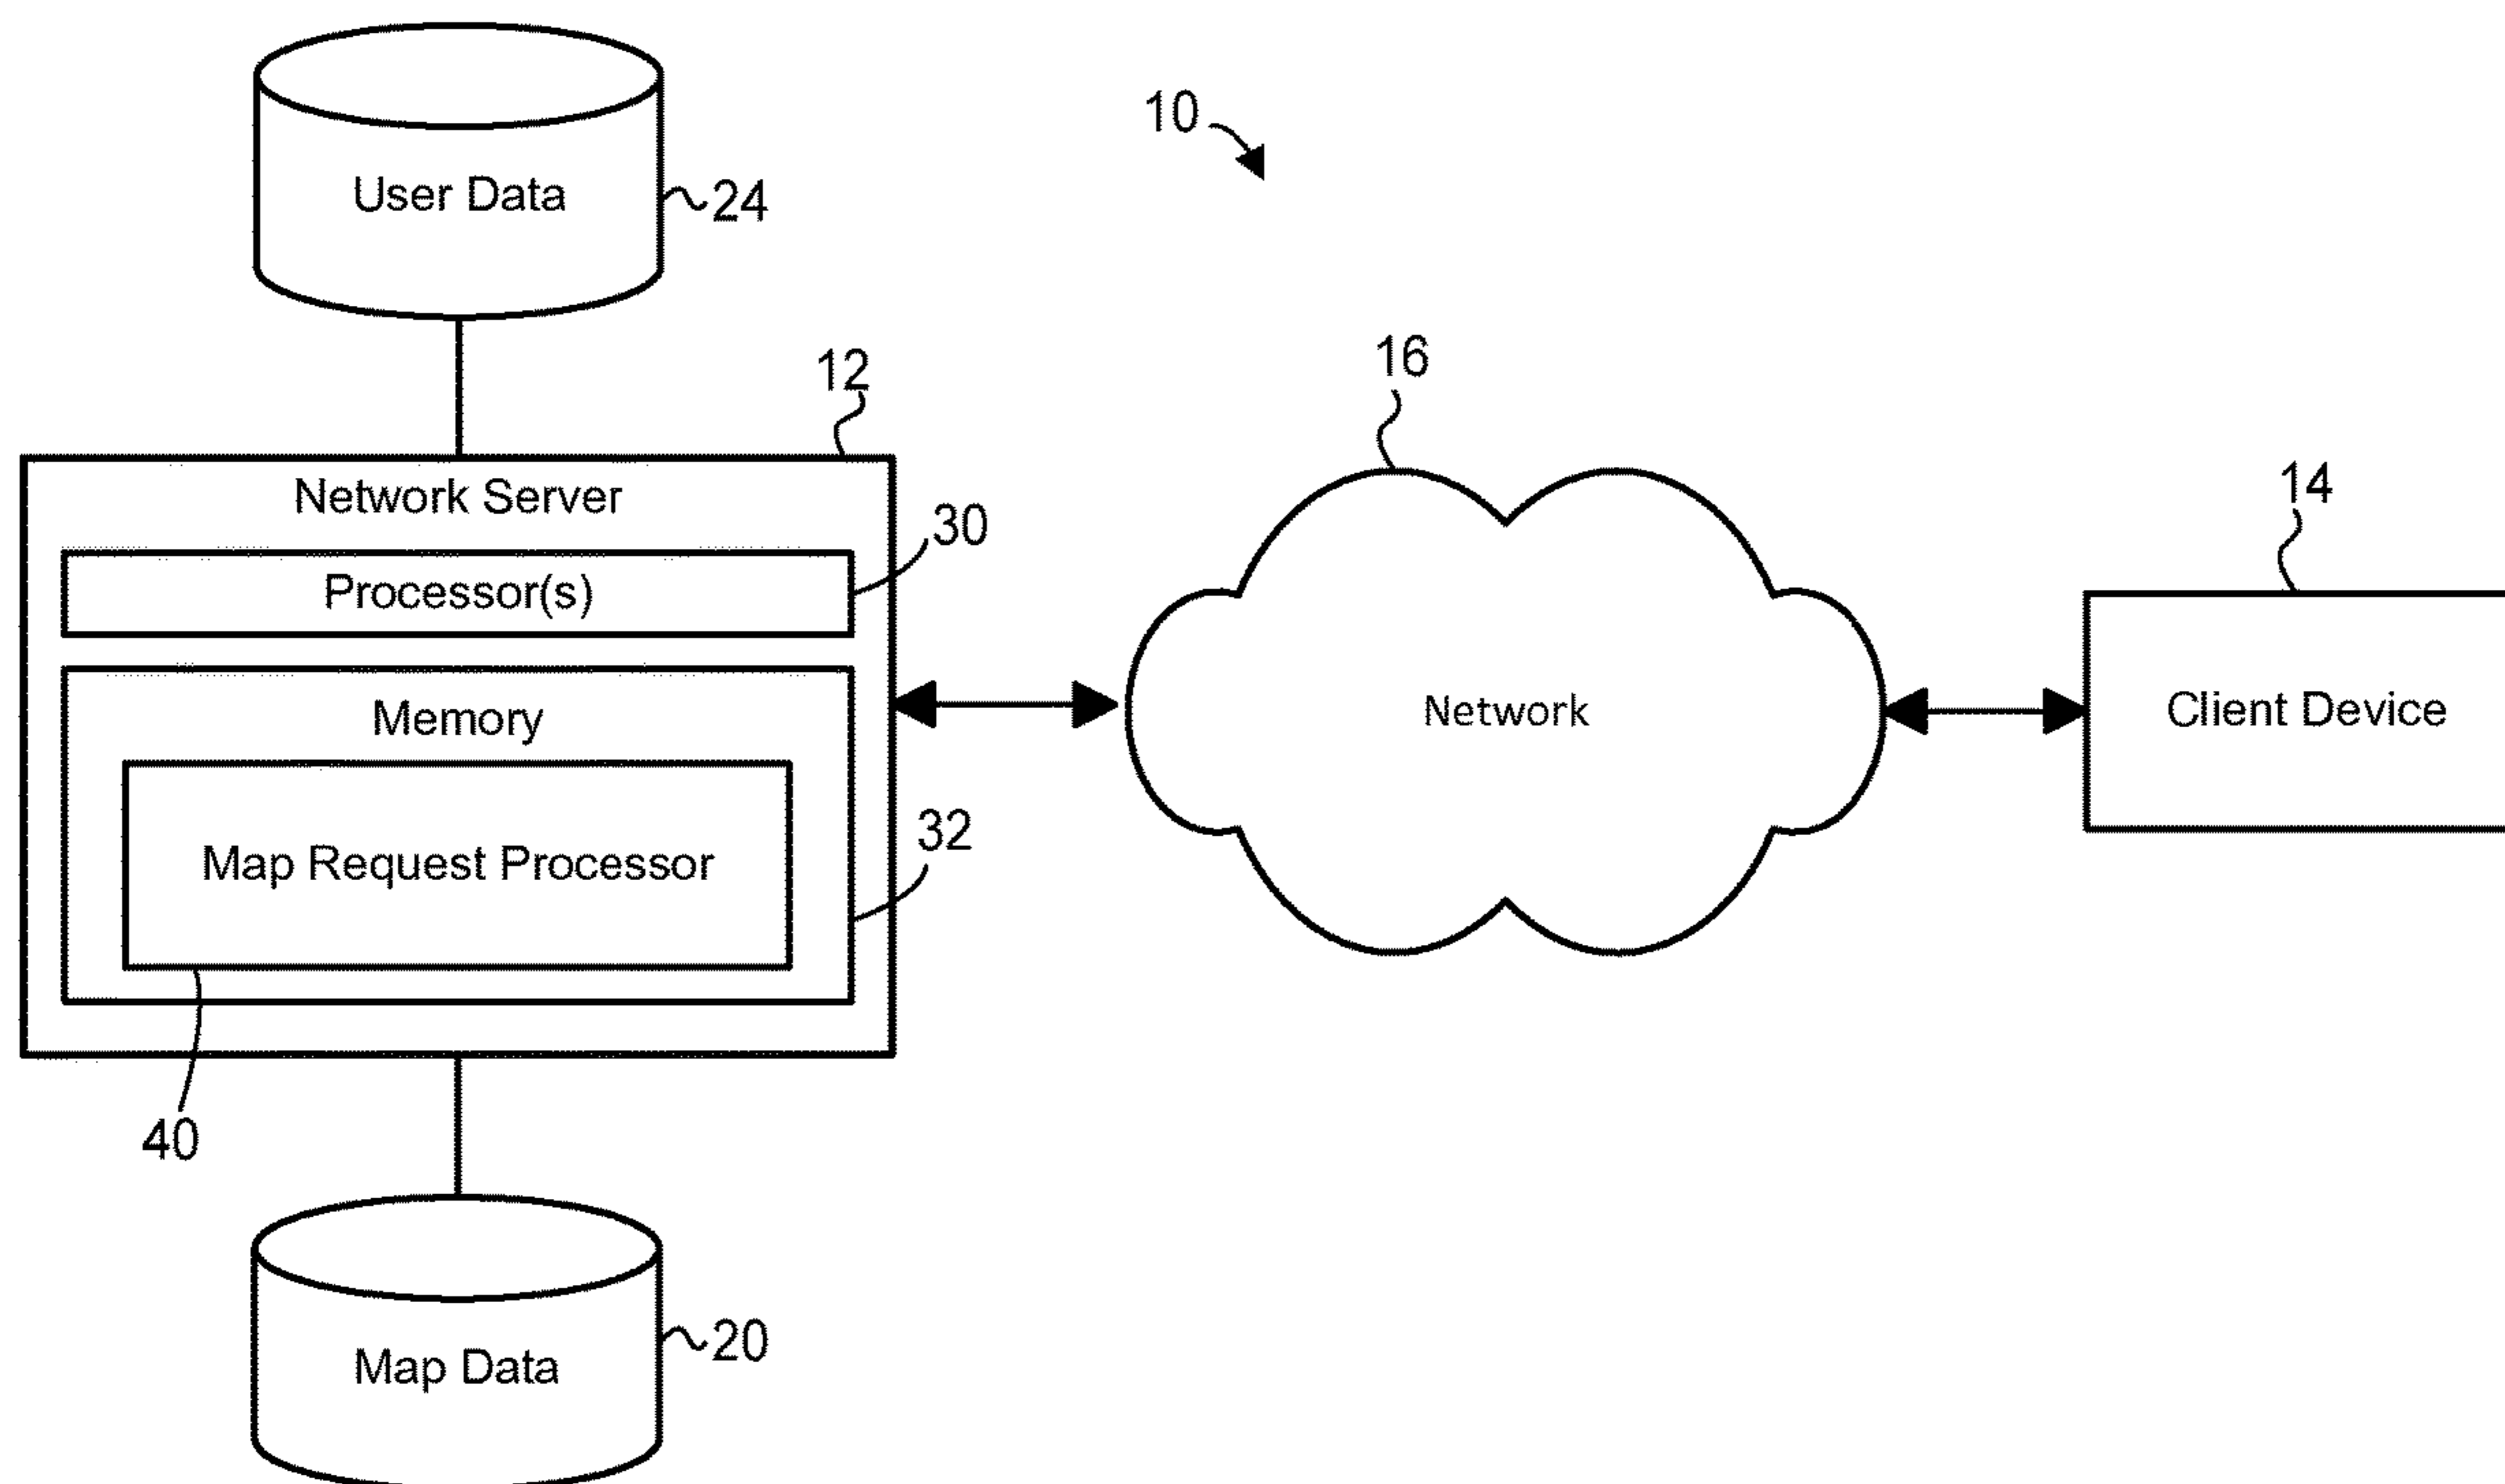 10
User Data
24
12
16
Network Server
14
30
Processor(s)
Memory
Network
Client Device
32
Map Request Processor
40
20
Map Data